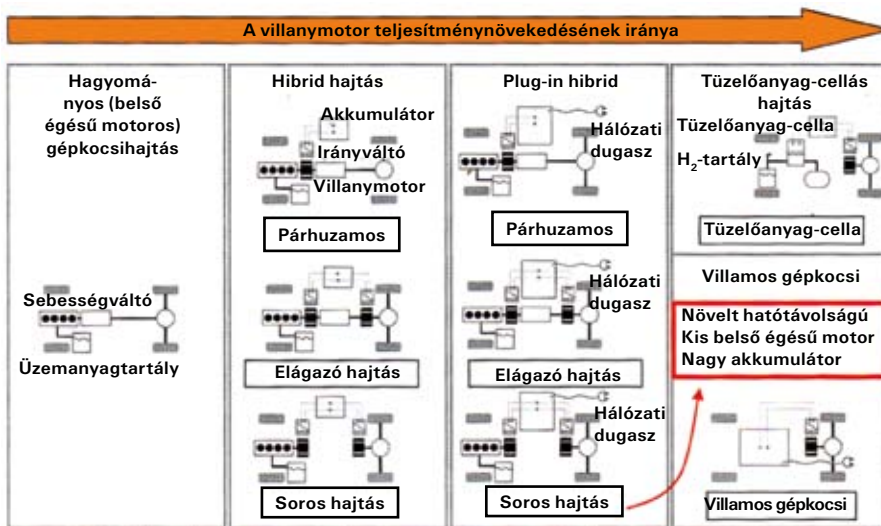 A villanymotor teljesítménynövekedésének iránya
Hagyomá-
nyos (belső
égésű motoros)
gépkocsihajtás
Sebességváltó
Üzemanyagtartály
Hibrid hajtás
Akkumulátor
Irányváltó
Villanymotor
Párhuzamos
Elágazó hajtás
Soros hajtás
Plug-in hibrid
Hálózati
dugasz
Párhuzamos
Hálózati
dugasz
Elágazó hajtás
Hálózati
dugasz
Soros hajtás
Tüzelőanyag-cellás
hajtás
Tüzelőanyag-cella
H₂-tartály
Tüzelőanyag-cella
Villamos gépkocsi
Növelt hatótávolságú
Kis belső égésű motor
Nagy akkumulátor
Villamos gépkocsi